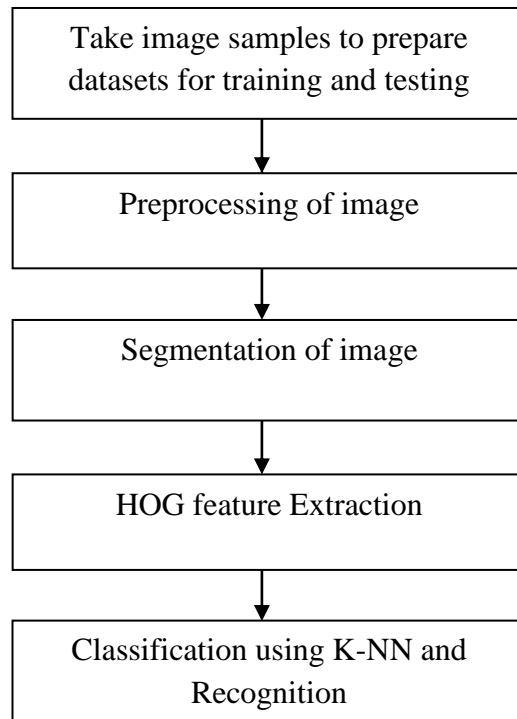 Take image samples to prepare
datasets for training and testing
Preprocessing of image
Segmentation of image
HOG feature Extraction
Classification using K-NN and
Recognition